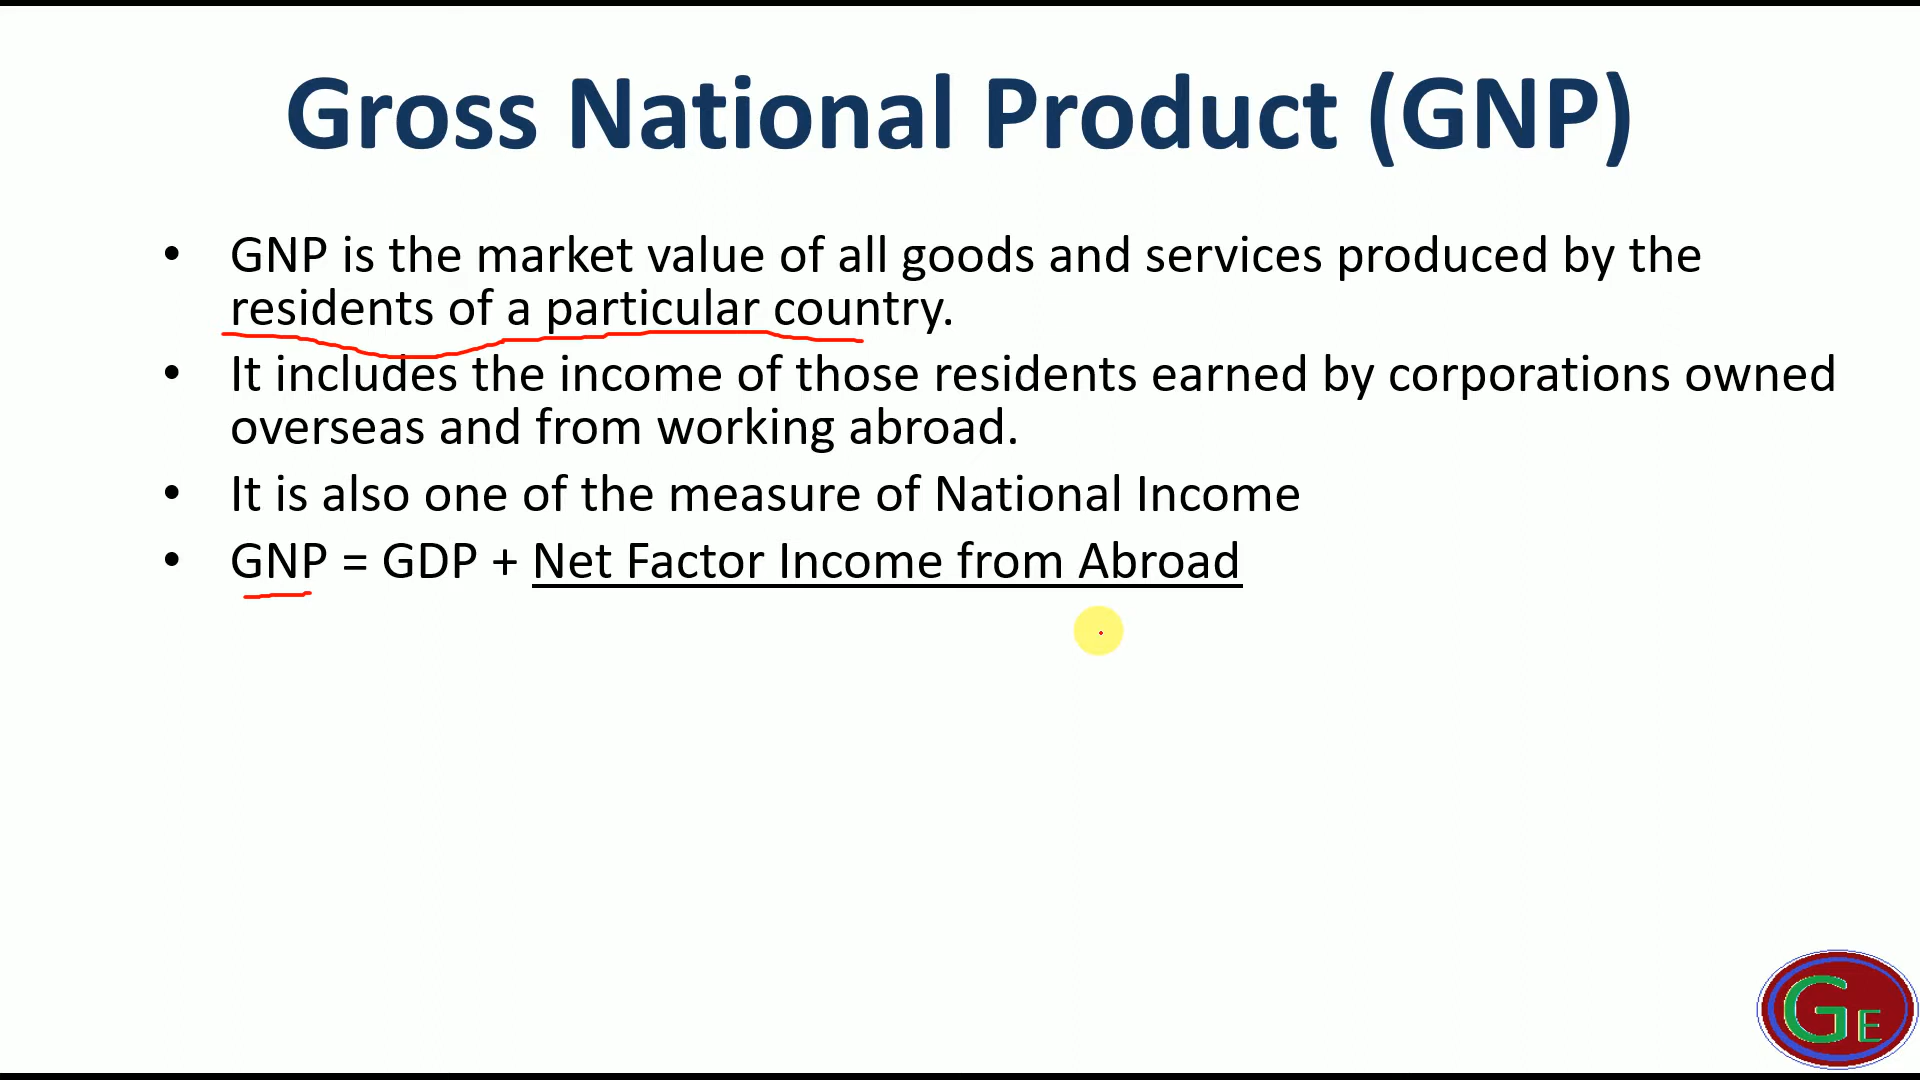 Gross National Product (GNP)
• GNP is the market value of all goods and services produced by the
residents of a particular country.
• It includes the income of those residents earned by corporations owned
overseas and from working abroad.
• It is also one of the measure of National Income
• GNP = GDP + Net Factor Income from Abroad
GE